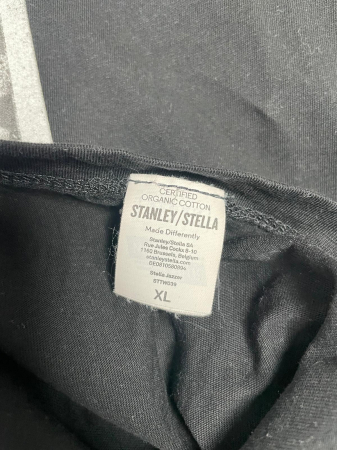 CERTIFIED
ORGANIC COTTON
STANLEY/STELLA
Made Differently
Stanley/Stella SA
Rue Jules Cockx 8-10
1160 Brussels, Belgium
stanleystella.com
Stella Jazzer
STTW039
XL